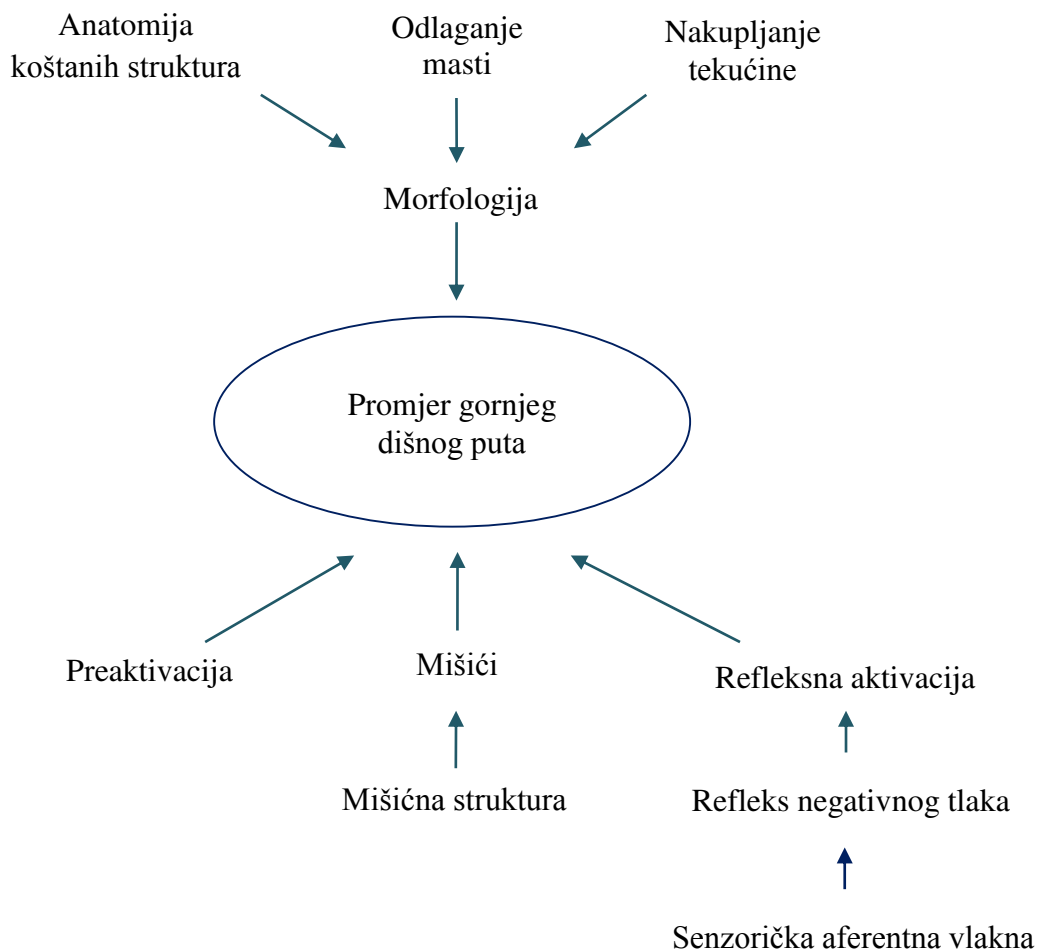 Anatomija
koštanih struktura
Odlaganje
masti
Nakupljanje
tekućine
Morfologija
Promjer gornjeg
dišnog puta
Preaktivacija
Mišići
Refleksna aktivacija
Mišićna struktura
Refleks negativnog tlaka
Senzorička aferentna vlakna